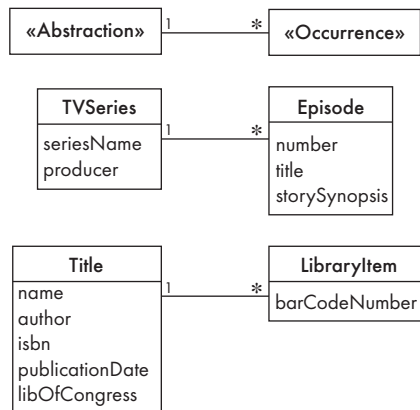 «Abstraction» 1 * «Occurrence»
TVSeries
seriesName
producer
1 *
Episode
number
title
storySynopsis
Title
name
author
isbn
publicationDate
libOfCongress
1 *
LibraryItem
barCodeNumber